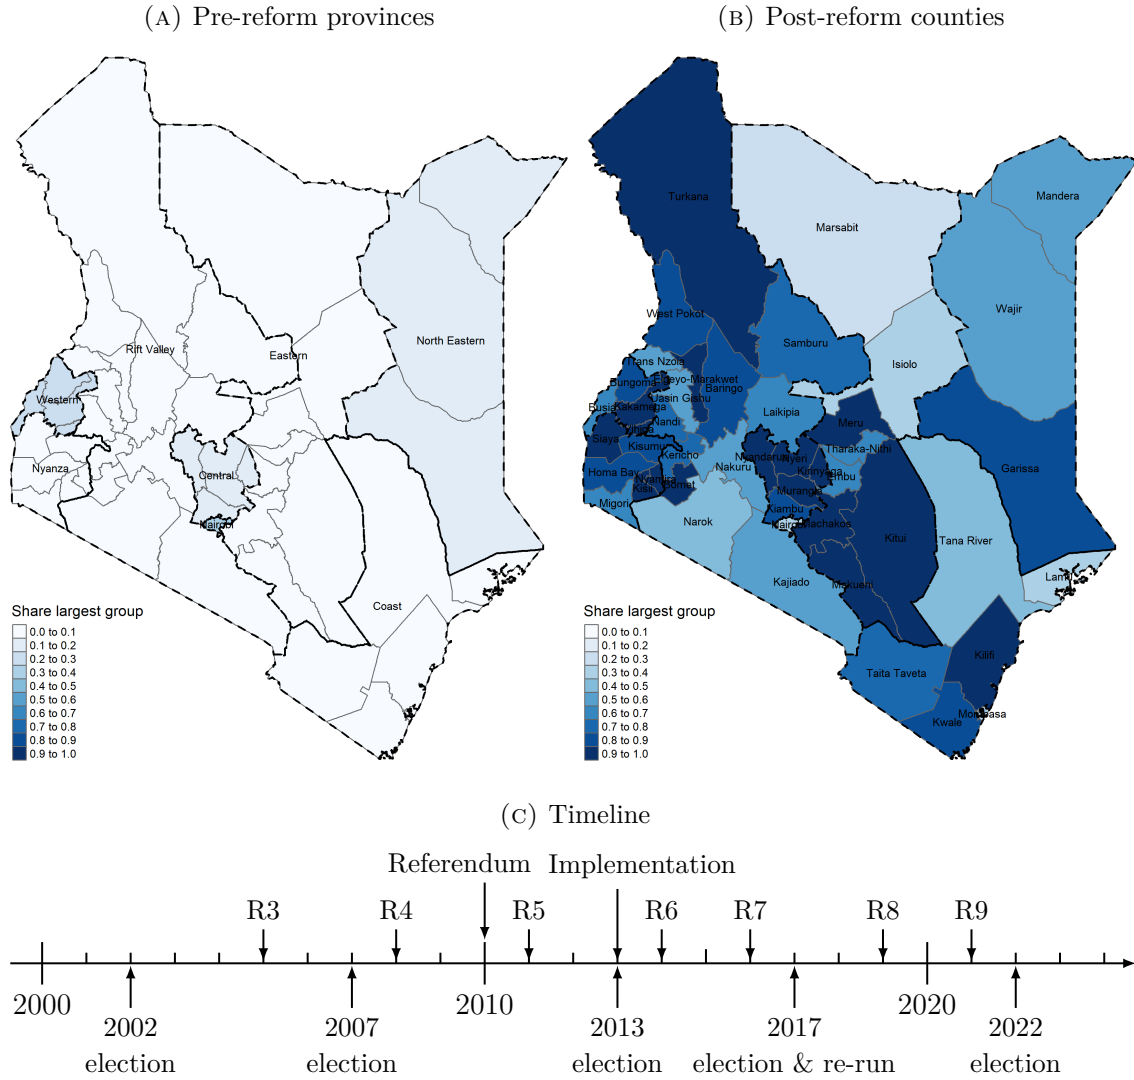 (A) Pre-reform provinces
(B) Post-reform counties
Rift Valley
Eastern
North Eastern
Western
Nyanza
Central
Nairobi
Coast
Share largest group
0.0 to 0.1
0.1 to 0.2
0.2 to 0.3
0.3 to 0.4
0.4 to 0.5
0.5 to 0.6
0.6 to 0.7
0.7 to 0.8
0.8 to 0.9
0.9 to 1.0
Turkana
Marsabit
Mandera
Wajir
West Pokot
Samburu
Isiolo
Trans Nzoia
Elgeyo-Marakwet
Bungoma
Baringo
Uasin Gishu
Busia
Kakamega
Laikipia
Nandi
Meru
Vihiga
Siaya
Kisumu
Tharaka-Nithi
Kericho
Nyandarua
Nyeri
Garissa
Homa Bay
Nakuru
Kirinyaga
Embu
Nyamira
Bomet
Kisii
Muranga
Migori
Kiambu
Narok
Nairobi
Machakos
Kitui
Tana River
Kajiado
Makueni
Lamu
Kilifi
Taita Taveta
Mombasa
Kwale
Share largest group
0.0 to 0.1
0.1 to 0.2
0.2 to 0.3
0.3 to 0.4
0.4 to 0.5
0.5 to 0.6
0.6 to 0.7
0.7 to 0.8
0.8 to 0.9
0.9 to 1.0
(C) Timeline
Referendum Implementation
R3 R4 R5 R6 R7 R8 R9
2000 2010 2020
2002 2007 2013 2017 2022
election election election election & re-run election